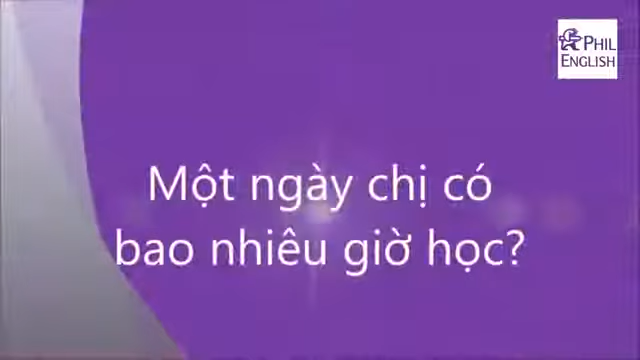 PHIL
ENGLISH
Một ngày chị có
bao nhiêu giờ học?